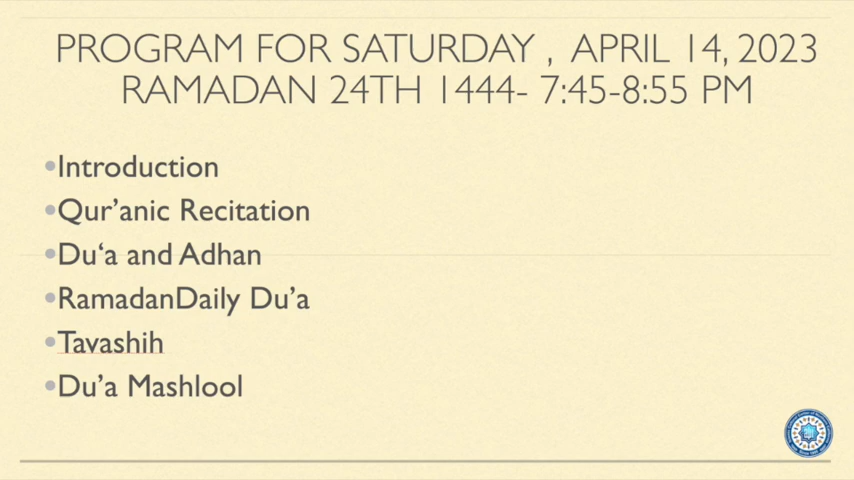 PROGRAM FOR SATURDAY , APRIL 14, 2023
RAMADAN 24TH 1444- 7:45-8:55 PM
•Introduction
•Qur’anic Recitation
•Du‘a and Adhan
•RamadanDaily Du’a
•Tavashih
•Du’a Mashlool